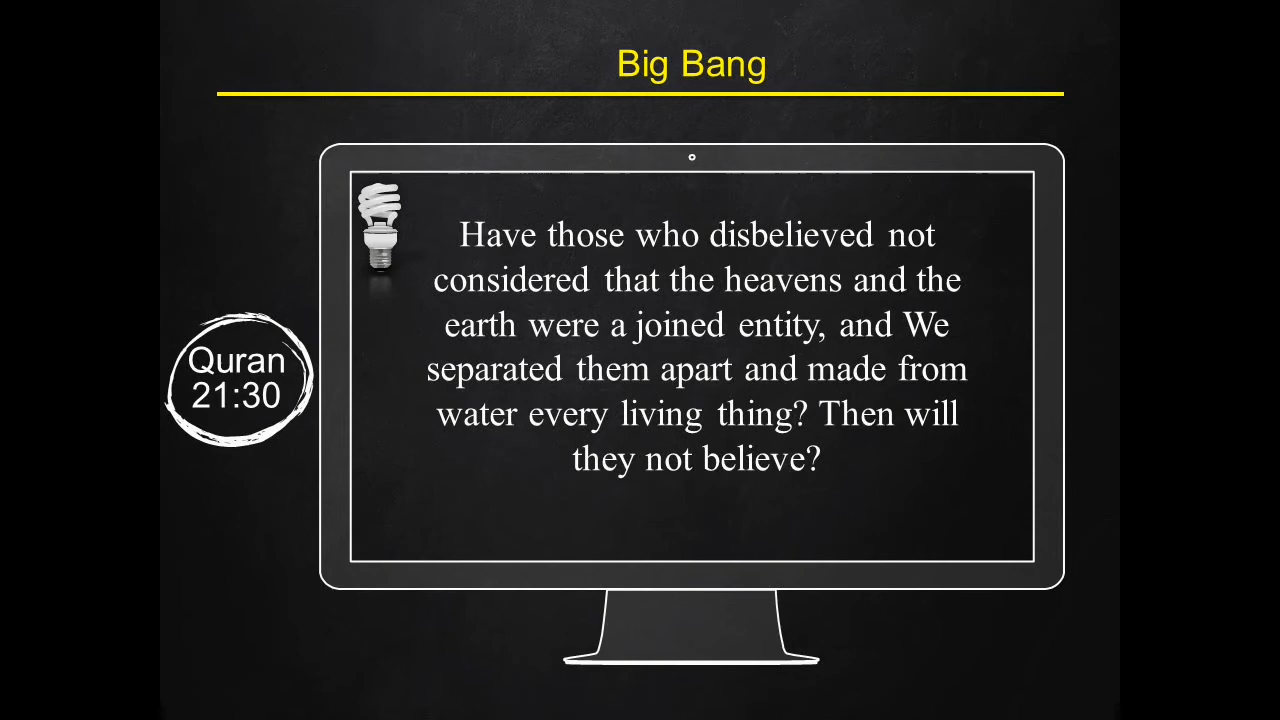 Big Bang
Have those who disbelieved not
considered that the heavens and the
earth were a joined entity, and We
separated them apart and made from
water every living thing? Then will
they not believe?
Quran
21:30